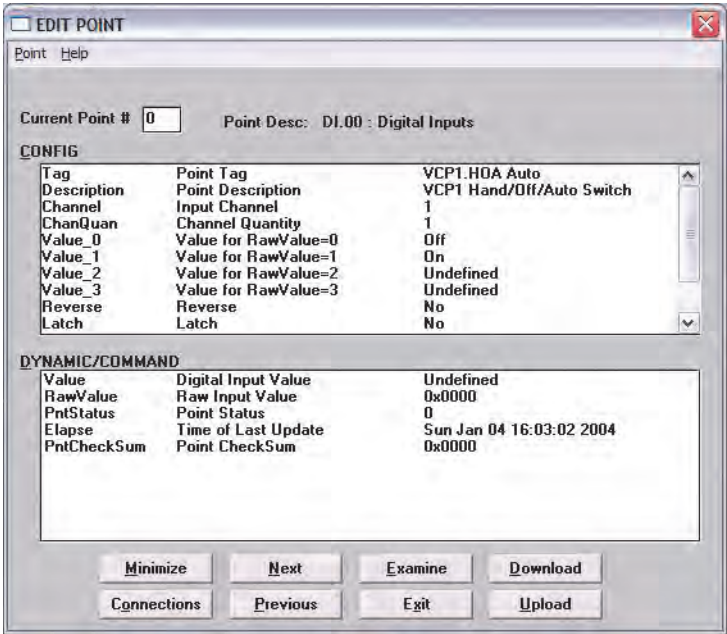 EDIT POINT
Point Help
Current Point # 0 Point Desc: DI.00 : Digital Inputs
CONFIG
Tag Point Tag VCP1.HOA Auto
Description Point Description VCP1 Hand/Off/Auto Switch
Channel Input Channel 1
ChanQuan Channel Quantity 1
Value_0 Value for RawValue=0 Off
Value_1 Value for RawValue=1 On
Value_2 Value for RawValue=2 Undefined
Value_3 Value for RawValue=3 Undefined
Reverse Reverse No
Latch Latch No
DYNAMIC/COMMAND
Value Digital Input Value Undefined
RawValue Raw Input Value 0x0000
PntStatus Point Status 0
Elapse Time of Last Update Sun Jan 04 16:03:02 2004
PntCheckSum Point CheckSum 0x0000
Minimize Next Examine Download
Connections Previous Exit Upload